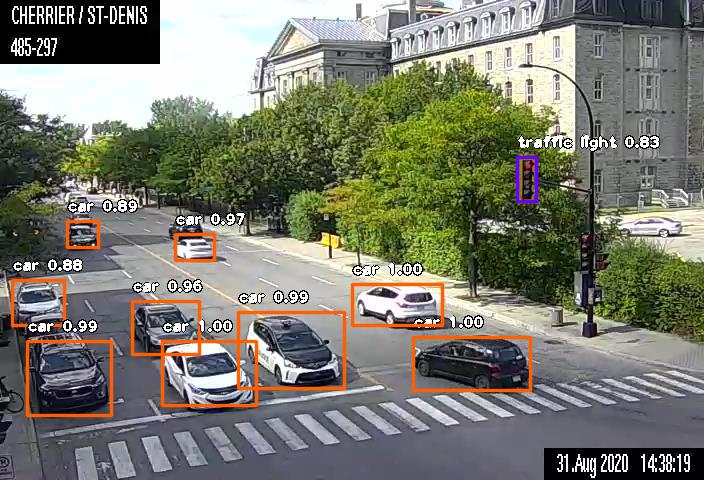 CHERRIER / ST-DENIS
485-297
traffic light 0.83
car 0.89
car 0.97
car 0.88
car 1.00
car 0.96
car 0.99
car 0.99
car 1.00
car 1.00
31.Aug 2020 14:38:19